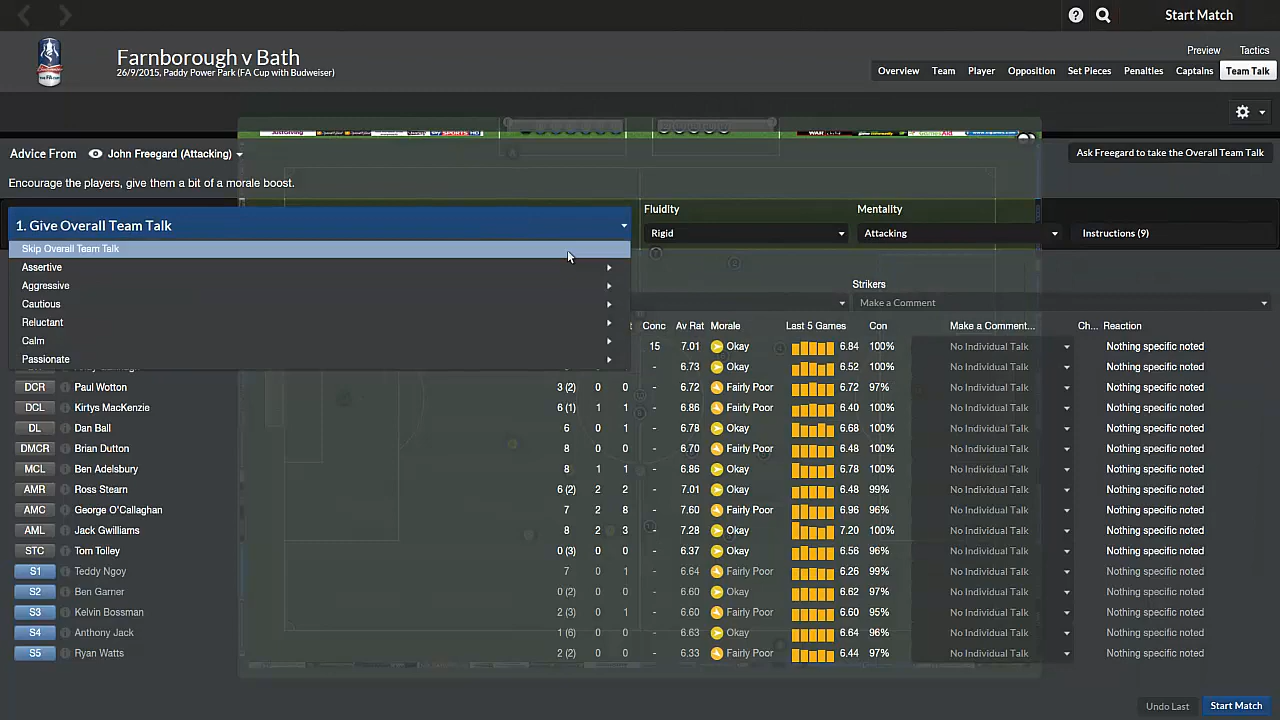 Start Match
Farnborough v Bath
26/9/2015, Paddy Power Park (FA Cup with Budweiser)
Preview Tactics
Overview Team Player Opposition Set Pieces Penalties Captains Team Talk
Advice From John Freegard (Attacking)
Ask Freegard to take the Overall Team Talk
Encourage the players, give them a bit of a morale boost.
1. Give Overall Team Talk
Fluidity Mentality
Rigid Attacking Instructions (9)
Skip Overall Team Talk
Assertive
Aggressive
Cautious
Reluctant
Calm
Passionate
Strikers
Make a Comment
Conc Av Rat Morale Last 5 Games Con Make a Comment... Ch... Reaction
15 7.01 Okay 6.84 100% No Individual Talk Nothing specific noted
6.73 Okay 6.52 100% No Individual Talk Nothing specific noted
DCR Paul Wotton 3 (2) 0 0 - 6.72 Fairly Poor 6.72 97% No Individual Talk Nothing specific noted
DCL Kirtys MacKenzie 6 (1) 1 1 - 6.86 Fairly Poor 6.40 100% No Individual Talk Nothing specific noted
DL Dan Ball 6 0 1 - 6.78 Okay 6.68 100% No Individual Talk Nothing specific noted
DMCR Brian Dutton 8 0 0 - 6.70 Fairly Poor 6.48 100% No Individual Talk Nothing specific noted
MCL Ben Adelsbury 8 1 1 - 6.86 Okay 6.78 100% No Individual Talk Nothing specific noted
AMR Ross Stearn 6 (2) 2 2 - 7.01 Okay 6.48 99% No Individual Talk Nothing specific noted
AMC George O'Callaghan 7 2 8 - 7.60 Fairly Poor 6.96 96% No Individual Talk Nothing specific noted
AML Jack Gwilliams 8 2 3 - 7.28 Okay 7.20 100% No Individual Talk Nothing specific noted
STC Tom Tolley 0 (3) 0 0 - 6.37 Okay 6.56 96% No Individual Talk Nothing specific noted
S1 Teddy Ngoy 7 0 1 - 6.64 Fairly Poor 6.26 99% No Individual Talk Nothing specific noted
S2 Ben Garner 0 (2) 0 0 - 6.60 Okay 6.62 97% No Individual Talk Nothing specific noted
S3 Kelvin Bossman 2 (3) 0 1 - 6.60 Fairly Poor 6.60 95% No Individual Talk Nothing specific noted
S4 Anthony Jack 1 (6) 0 0 - 6.63 Okay 6.64 96% No Individual Talk Nothing specific noted
S5 Ryan Watts 2 (2) 0 0 - 6.33 Fairly Poor 6.44 97% No Individual Talk Nothing specific noted
Undo Last Start Match